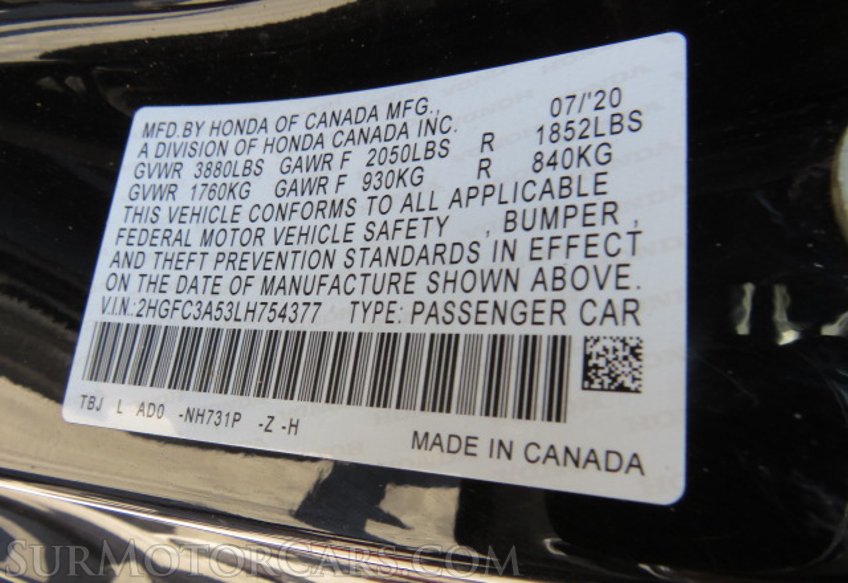 MFD.BY HONDA OF CANADA MFG., 07/'20
A DIVISION OF HONDA CANADA INC.
GVWR 3880LBS GAWR F 2050LBS R 1852LBS
GVWR 1760KG GAWR F 930KG R 840KG
THIS VEHICLE CONFORMS TO ALL APPLICABLE
FEDERAL MOTOR VEHICLE SAFETY , BUMPER ,
AND THEFT PREVENTION STANDARDS IN EFFECT
ON THE DATE OF MANUFACTURE SHOWN ABOVE.
V.I.N.:2HGFC3A53LH754377 TYPE: PASSENGER CAR
TBJ L AD0 -NH731P -Z -H
MADE IN CANADA
SurMotorCars.com